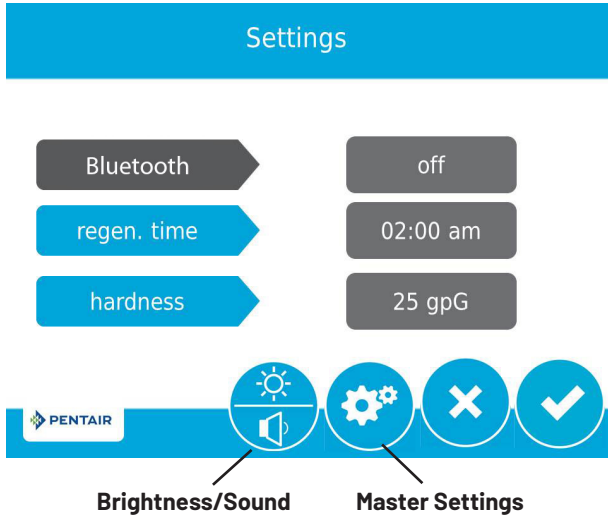 Settings
Bluetooth off
regen. time 02:00 am
hardness 25 gpG
PENTAIR
Brightness/Sound Master Settings